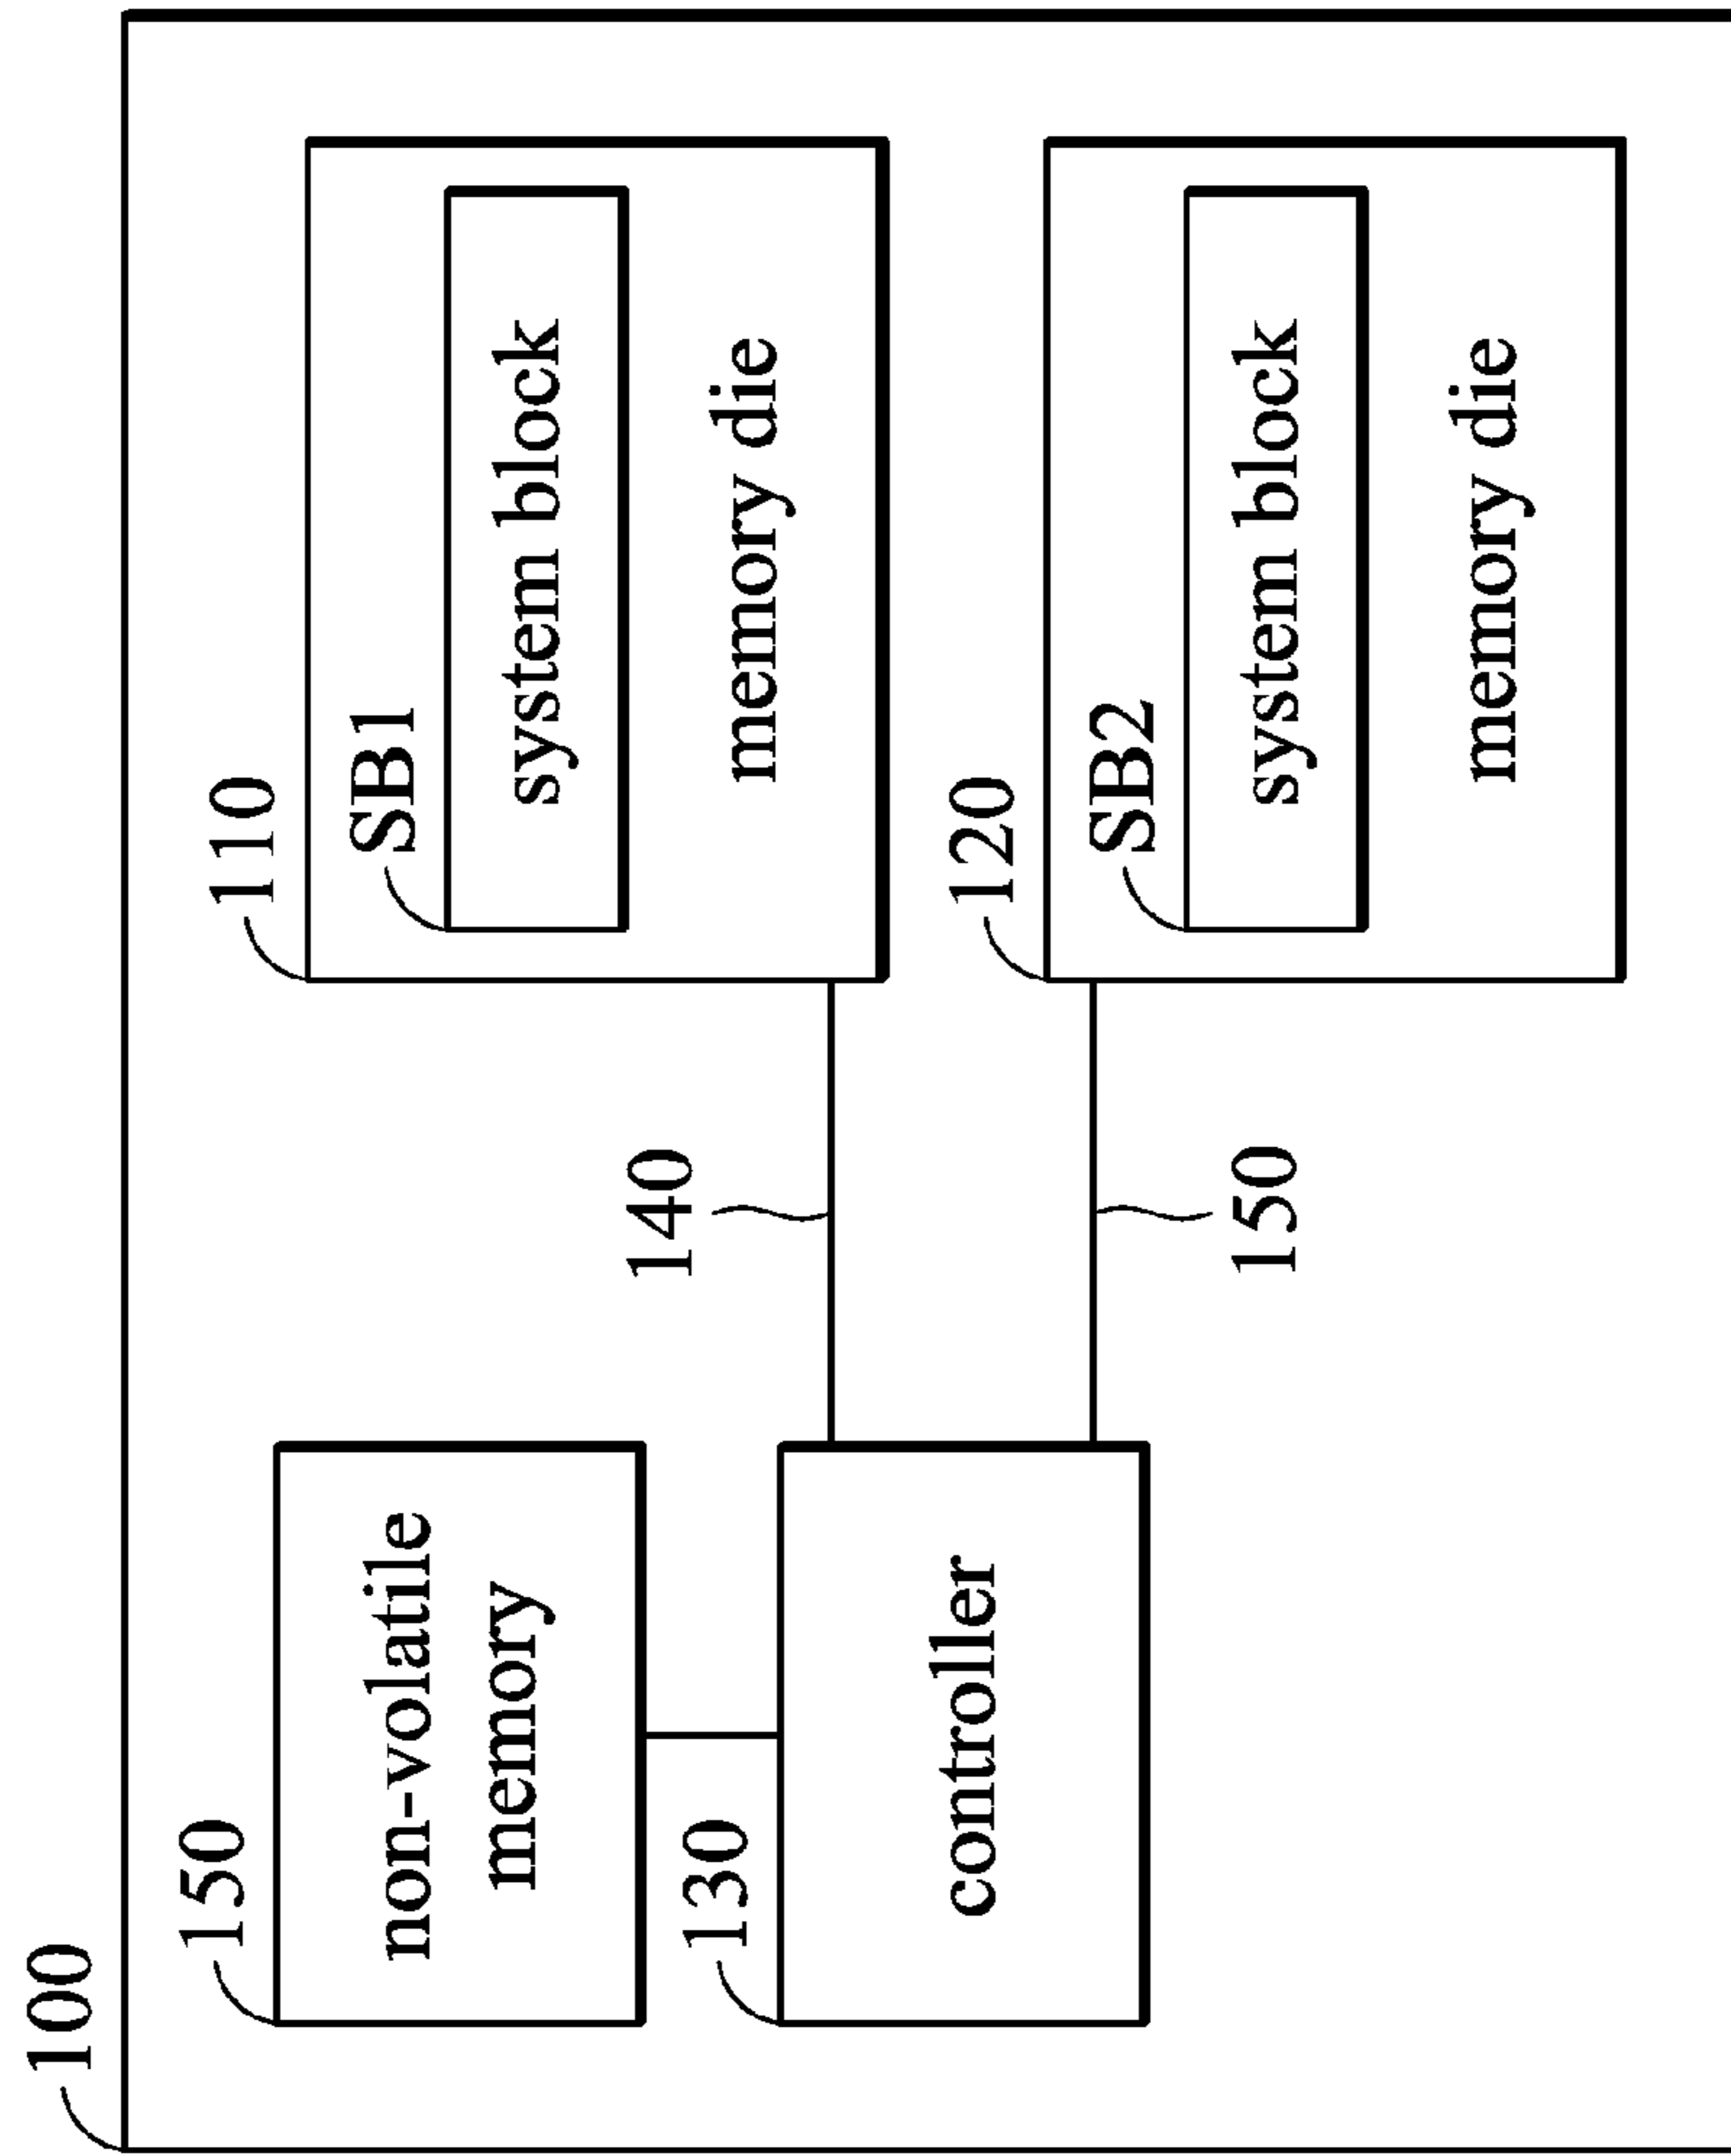 100
150
non-volatile
memory
130
controller
140
150
110
SB1
system block
memory die
120
SB2
system block
memory die